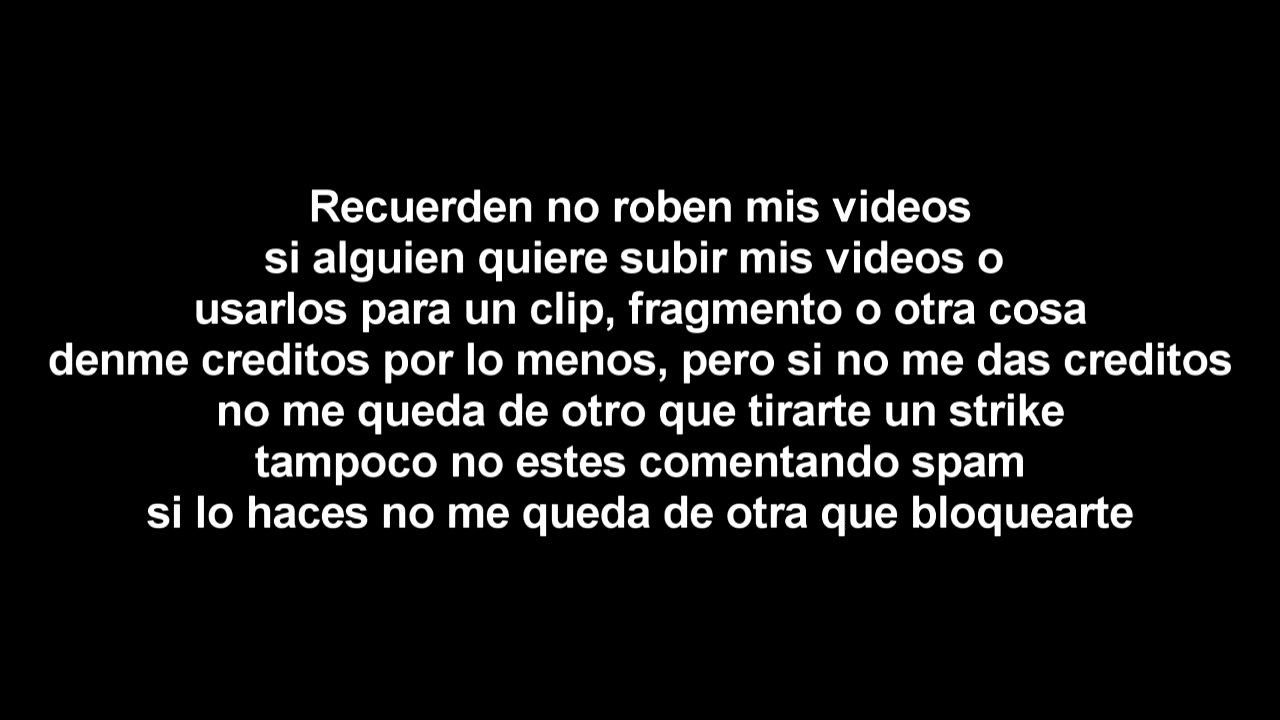 Recuerden no roben mis videos
si alguien quiere subir mis videos o
usarlos para un clip, fragmento o otra cosa
denme creditos por lo menos, pero si no me das creditos
no me queda de otro que tirarte un strike
tampoco no estes comentando spam
si lo haces no me queda de otra que bloquearte